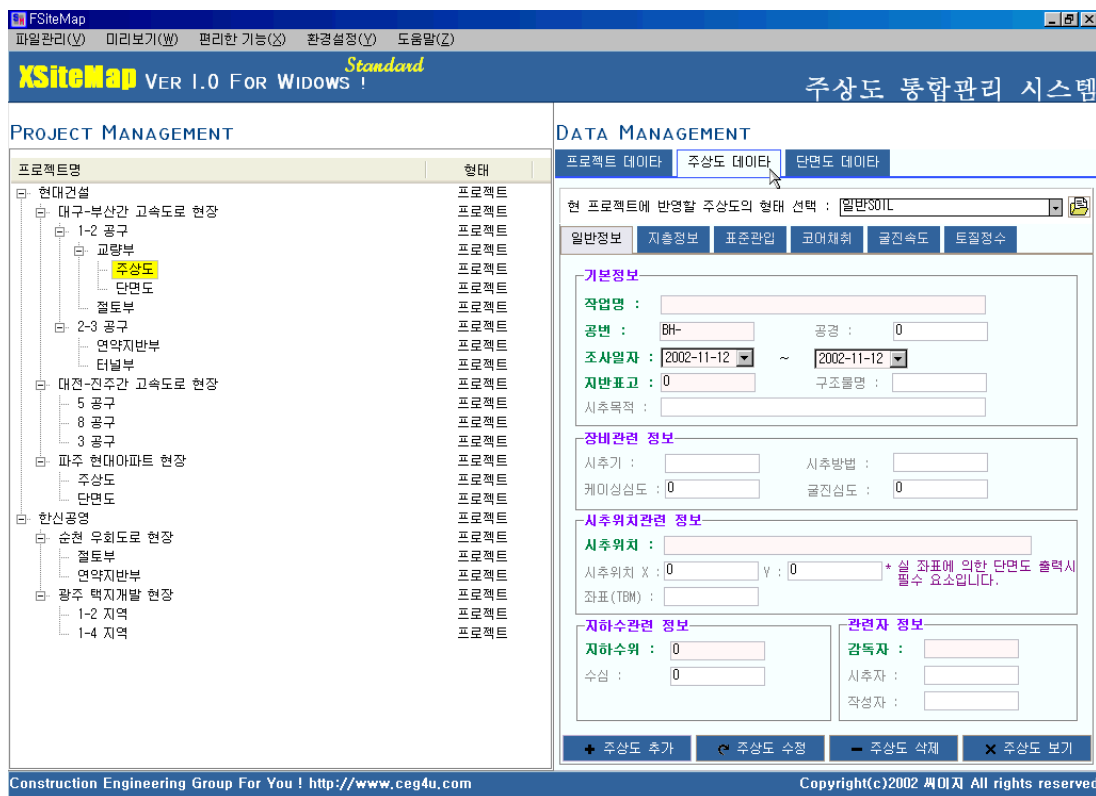 FSiteMap
파일관리(V) 미리보기(W) 편리한 기능(X) 환경설정(Y) 도움말(Z)
XSiteMap VER 1.0 FOR WIDOWS ! Standard
주상도 통합관리 시스템
PROJECT MANAGEMENT
프로젝트명 형태
현대건설 프로젝트
대구-부산간 고속도로 현장 프로젝트
1-2 공구 프로젝트
교량부 프로젝트
주상도 프로젝트
단면도 프로젝트
절토부 프로젝트
2-3 공구 프로젝트
연약지반부 프로젝트
터널부 프로젝트
대전-진주간 고속도로 현장 프로젝트
5 공구 프로젝트
8 공구 프로젝트
3 공구 프로젝트
파주 현대아파트 현장 프로젝트
주상도 프로젝트
단면도 프로젝트
한신공영 프로젝트
순천 우회도로 현장 프로젝트
절토부 프로젝트
연약지반부 프로젝트
광주 택지개발 현장 프로젝트
1-2 지역 프로젝트
1-4 지역 프로젝트
DATA MANAGEMENT
프로젝트 데이타 주상도 데이타 단면도 데이타
현 프로젝트에 반영할 주상도의 형태 선택 : 일반SOIL
일반정보 지층정보 표준관입 코어채취 굴진속도 토질정수
기본정보
작업명 :
공번 : BH- 공경 : 0
조사일자 : 2002-11-12 ~ 2002-11-12
지반표고 : 0 구조물명 :
시추목적 :
장비관련 정보
시추기 : 시추방법 :
케이싱심도 : 0 굴진심도 : 0
시추위치관련 정보
시추위치 :
시추위치 X : 0 Y : 0 * 실 좌표에 의한 단면도 출력시
필수 요소입니다.
좌표(TBM) :
지하수관련 정보
지하수위 : 0
수심 : 0
관련자 정보
감독자 :
시추자 :
작성자 :
주상도 추가 주상도 수정 주상도 삭제 주상도 보기
Construction Engineering Group For You ! http://www.ceg4u.com
Copyright(c)2002 씨이지 All rights reserved